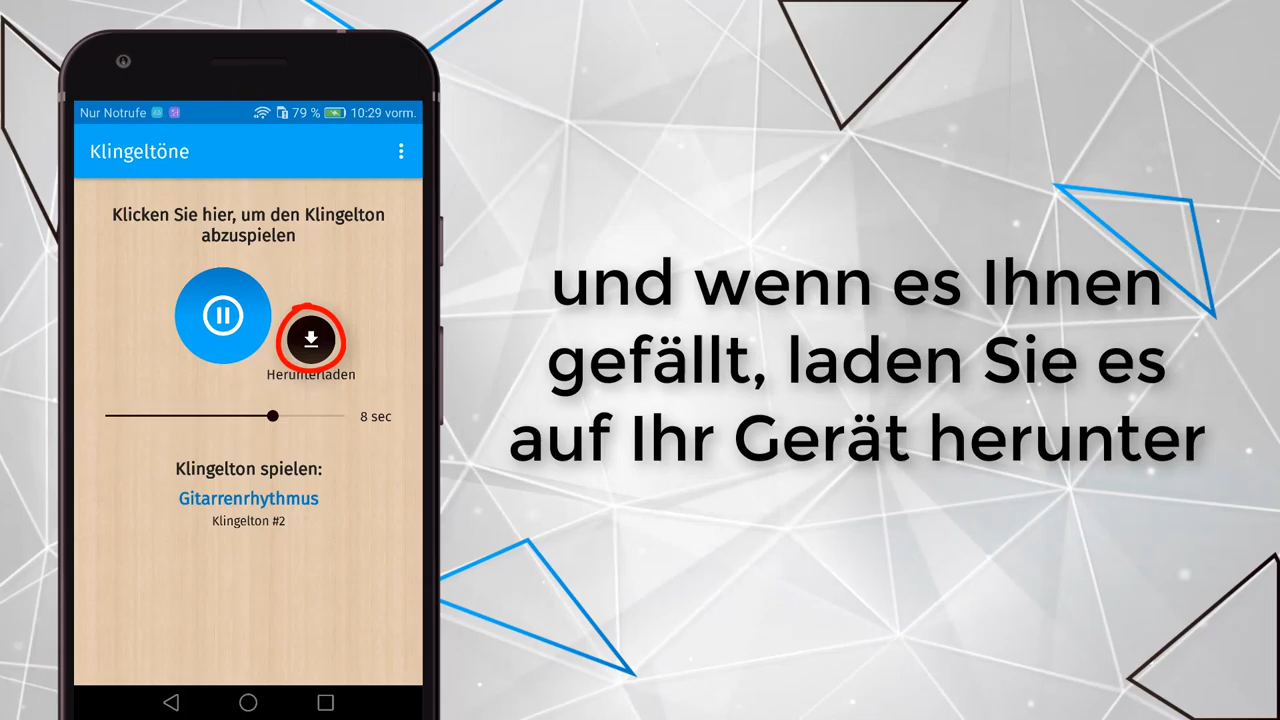 Nur Notrufe 79 % 10:29 vorm.
Klingeltöne
Klicken Sie hier, um den Klingelton
abzuspielen
Herunterladen
8 sec
Klingelton spielen:
Gitarrenrhythmus
Klingelton #2
und wenn es Ihnen
gefällt, laden Sie es
auf Ihr Gerät herunter